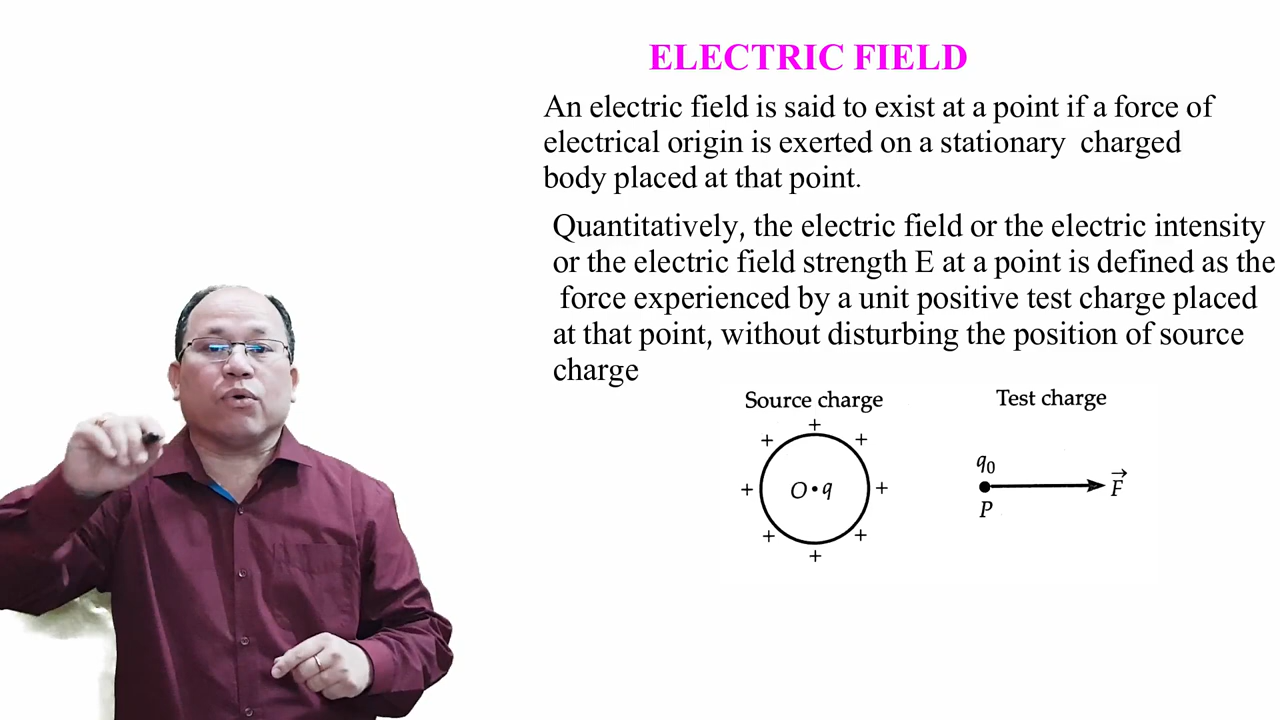 ELECTRIC FIELD
An electric field is said to exist at a point if a force of
electrical origin is exerted on a stationary charged
body placed at that point.
Quantitatively, the electric field or the electric intensity
or the electric field strength E at a point is defined as the
force experienced by a unit positive test charge placed
at that point, without disturbing the position of source
charge
Source charge
Test charge
+
+ +
+ O • q +
+ +
+
q₀
P
F⃗